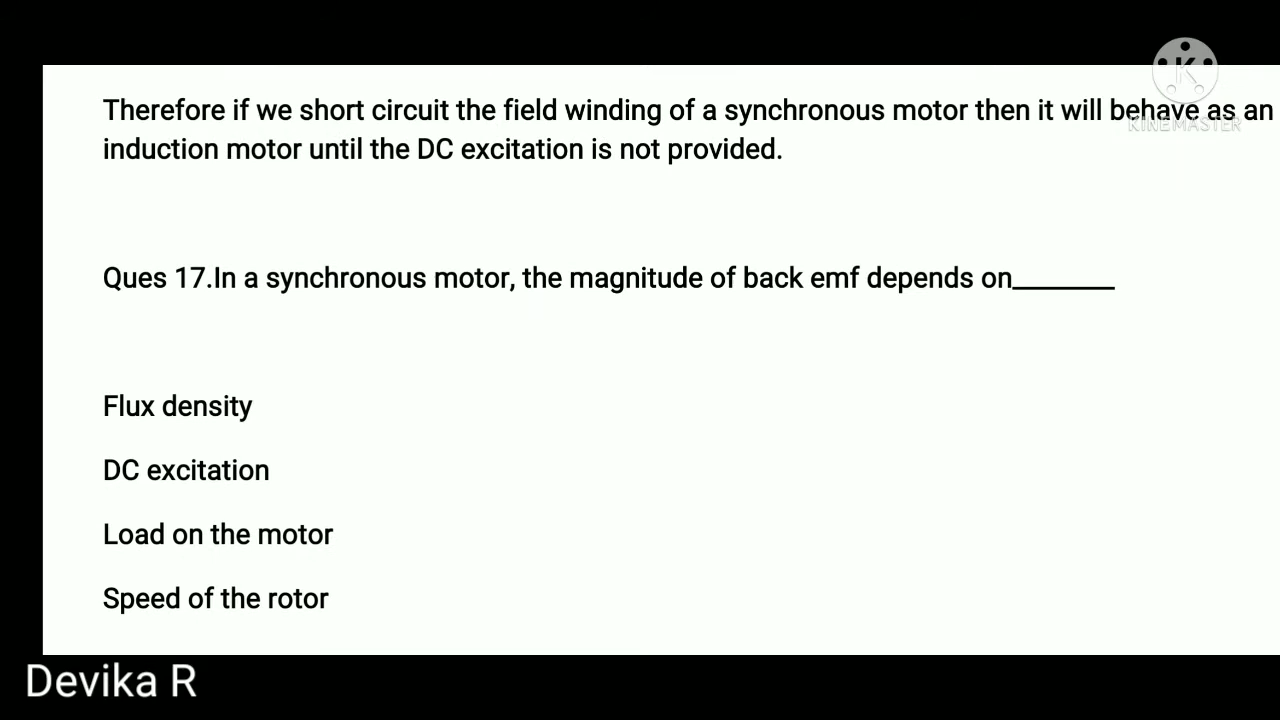 Therefore if we short circuit the field winding of a synchronous motor then it will behave as an
induction motor until the DC excitation is not provided.
Ques 17.In a synchronous motor, the magnitude of back emf depends on________
Flux density
DC excitation
Load on the motor
Speed of the rotor
Devika R
K
KINEMASTER